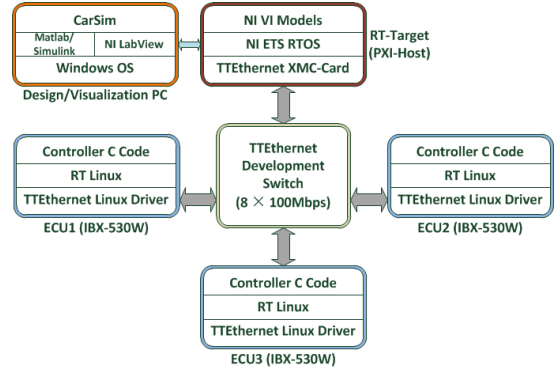 CarSim
Matlab/
Simulink
NI LabView
Windows OS
Design/Visualization PC
NI VI Models
NI ETS RTOS
TTEthernet XMC-Card
RT-Target
(PXI-Host)
TTEthernet
Development
Switch
(8 × 100Mbps)
Controller C Code
RT Linux
TTEthernet Linux Driver
ECU1 (IBX-530W)
Controller C Code
RT Linux
TTEthernet Linux Driver
ECU2 (IBX-530W)
Controller C Code
RT Linux
TTEthernet Linux Driver
ECU3 (IBX-530W)